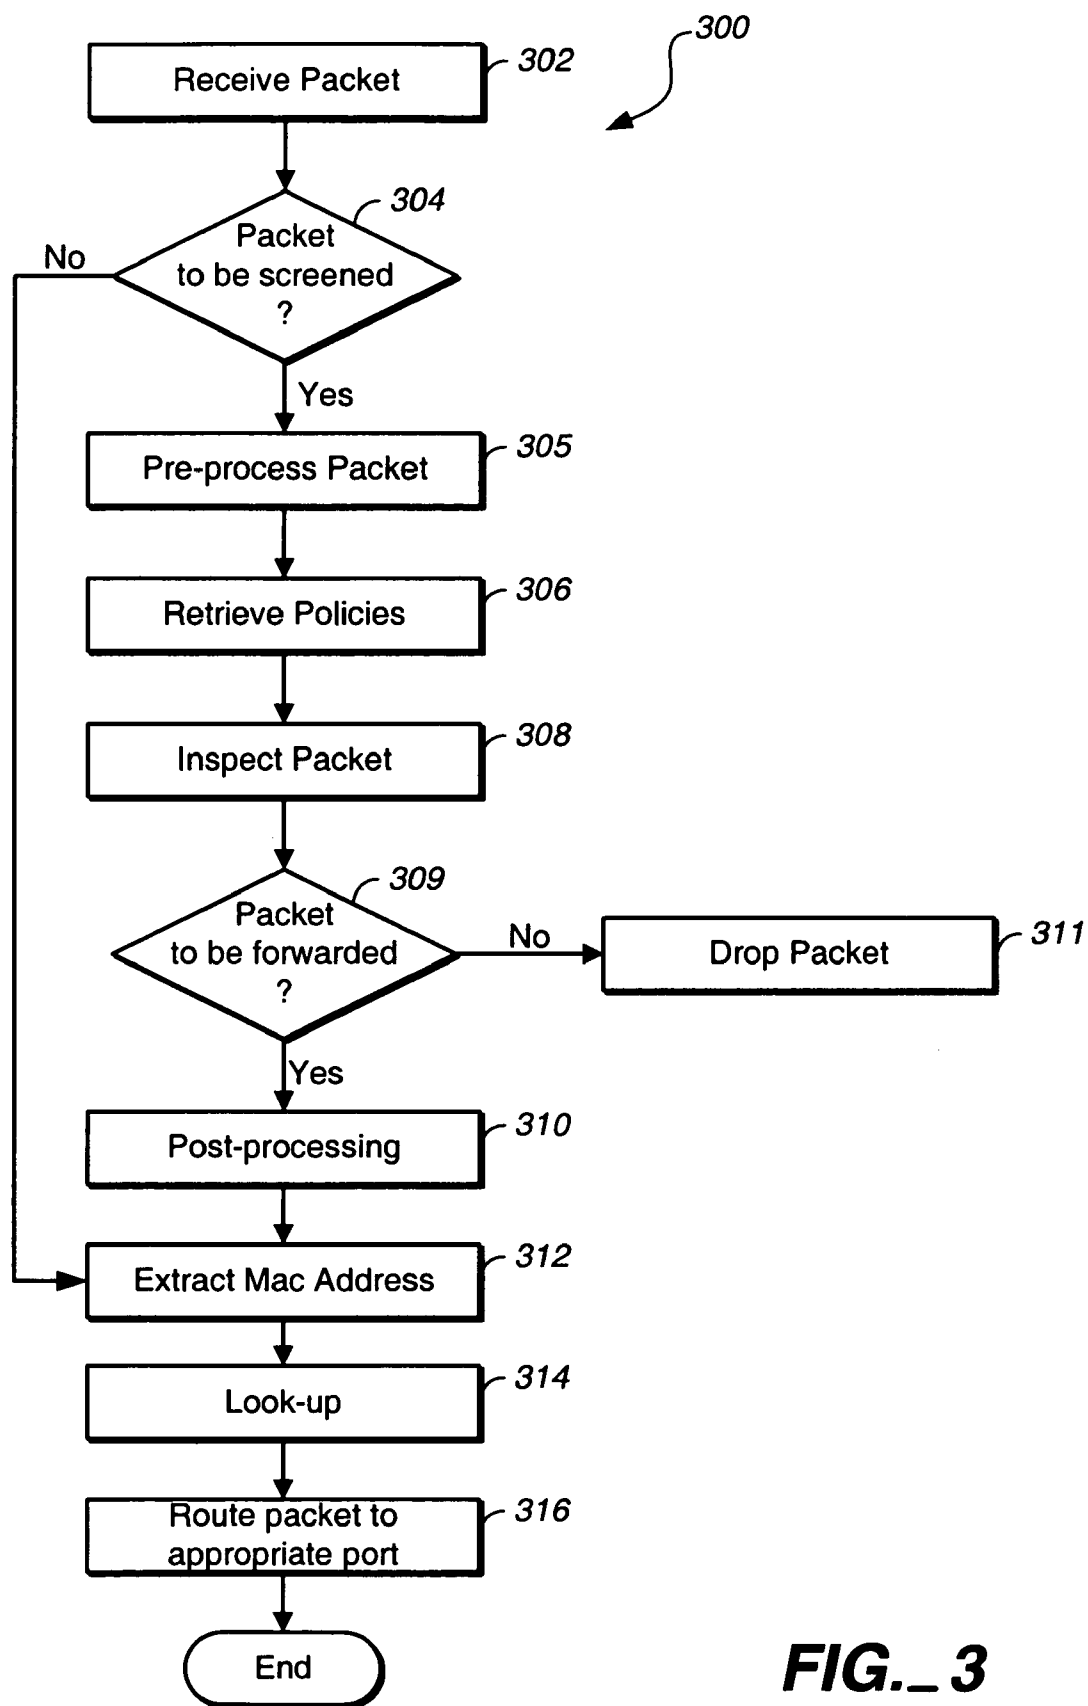 300
Receive Packet
302
304
Packet
to be screened
?
No
Yes
Pre-process Packet
305
Retrieve Policies
306
Inspect Packet
308
309
Packet
to be forwarded
?
No
Drop Packet
311
Yes
Post-processing
310
Extract Mac Address
312
Look-up
314
Route packet to
appropriate port
316
End
FIG._3